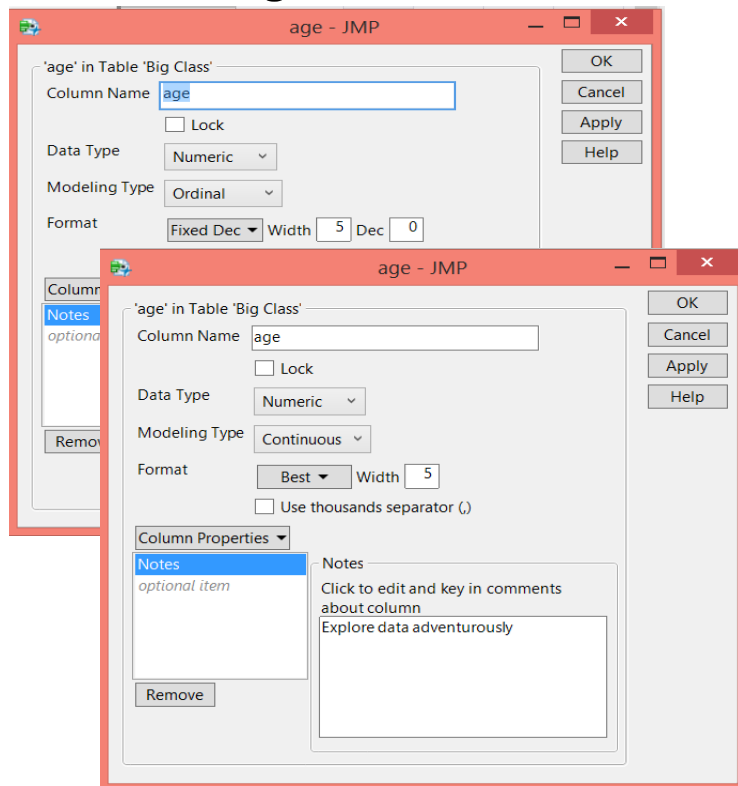 age - JMP
'age' in Table 'Big Class'
OK
Column Name age
Cancel
Lock
Apply
Data Type Numeric
Help
Modeling Type Ordinal
Format Fixed Dec Width 5 Dec 0
Notes
age - JMP
'age' in Table 'Big Class'
OK
Column Name age
Cancel
Lock
Apply
Data Type Numeric
Help
Modeling Type Continuous
Format Best Width 5
Use thousands separator (,)
Column Properties
Notes
optional item
Notes
Click to edit and key in comments
about column
Explore data adventurously
Remove